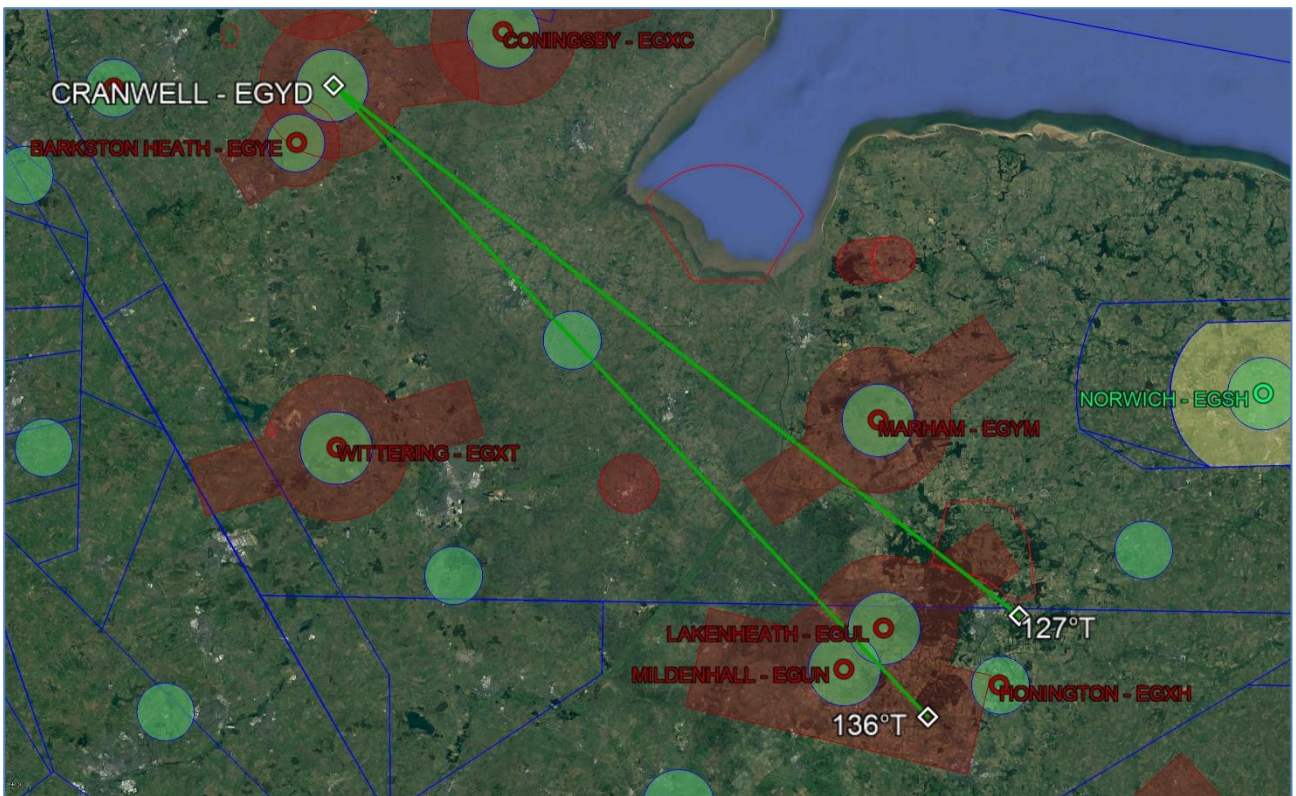 CONINGSBY - EGXC
CRANWELL - EGYD
BARKSTON HEATH - EGYE
NORWICH - EGSH
MARHAM - EGYM
WITTERING - EGXT
127°T
LAKENHEATH - EGUL
MILDENHALL - EGUN
HONINGTON - EGXH
136°T